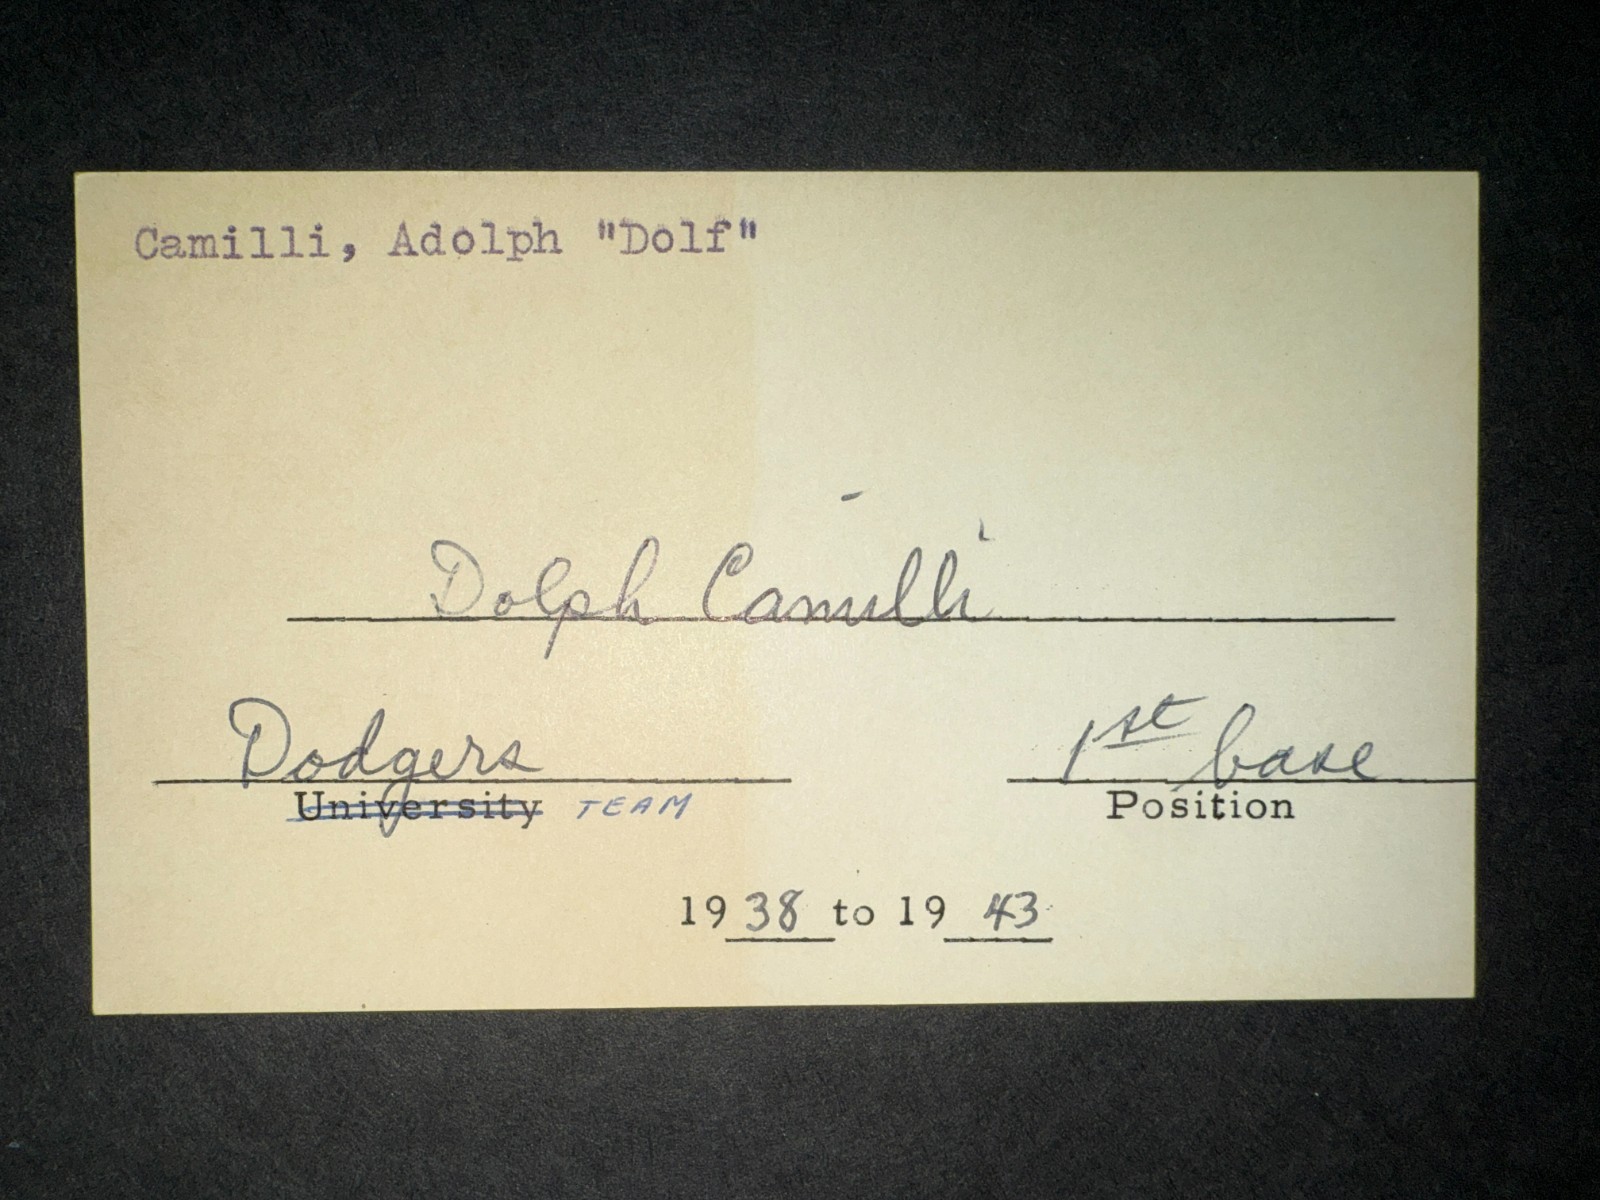 Camilli, Adolph "Dolf"
Dolph Camilli
Dodgers 1st base
University TEAM Position
1938 to 1943